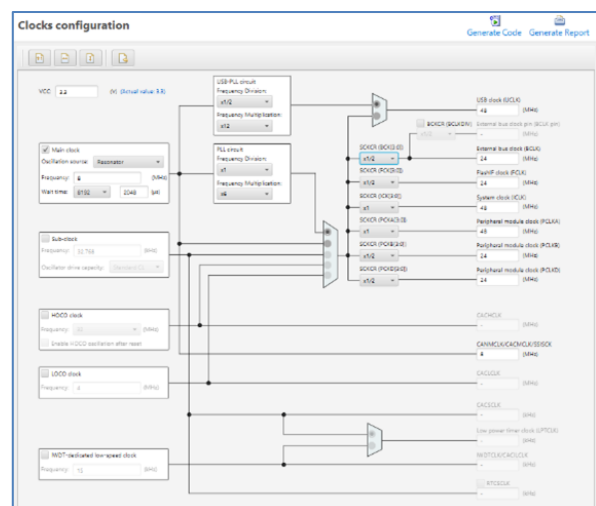 Clocks configuration
Generate Code Generate Report
VCC: 3.3 (V) (Actual value: 3.3)
USB-PLL circuit
Frequency Division:
x1/2
Frequency Multiplication:
x12
USB clock (UCLK)
48 (MHz)
SCKCR (BCK[3:0])
x1/2
BCKCR (BCLKDIV)
x1/2
External bus clock pin (BCLK pin)
- (MHz)
External bus clock (BCLK)
24 (MHz)
Main clock
Oscillation source: Resonator
Frequency: 8 (MHz)
Wait time: 8192 2048 (μs)
PLL circuit
Frequency Division:
x1
Frequency Multiplication:
x6
SCKCR (FCK[3:0])
x1/2
FlashIF clock (FCLK)
24 (MHz)
SCKCR (ICK[3:0])
x1
System clock (ICLK)
48 (MHz)
SCKCR (PCKA[3:0])
x1
Peripheral module clock (PCLKA)
48 (MHz)
SCKCR (PCKB[3:0])
x1/2
Peripheral module clock (PCLKB)
24 (MHz)
SCKCR (PCKD[3:0])
x1/2
Peripheral module clock (PCLKD)
24 (MHz)
Sub-clock
Frequency: 32.768 (kHz)
Oscillator drive capacity:
HOCO clock
Frequency: (MHz)
Enable HOCO oscillation after reset
CACHCLK
- (MHz)
CANMCLK/CACMCLK/SDISCK
8 (MHz)
LOCO clock
Frequency: 4 (MHz)
CACLCLK
- (MHz)
CACSCLK
- (kHz)
Low power timer clock (LPTCLK)
- (kHz)
IWDT-dedicated low-speed clock
Frequency: 15 (kHz)
IWDTCLK/CACILCLK
- (kHz)
RTCSCLK
- (kHz)